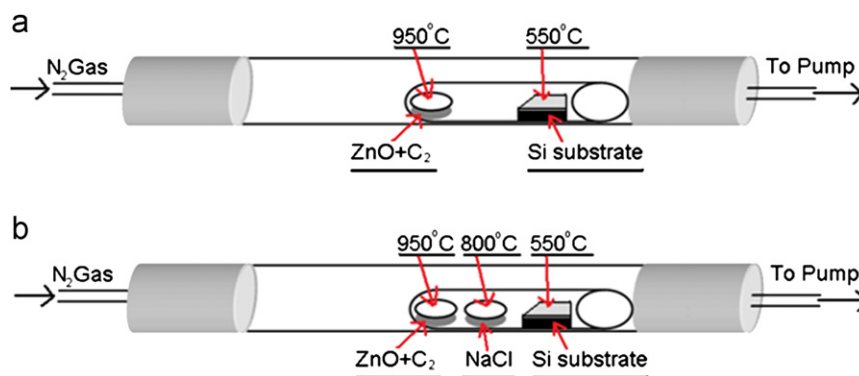 a
950°C 550°C
N₂Gas To Pump
ZnO+C₂ Si substrate
b
950°C 800°C 550°C
N₂Gas To Pump
ZnO+C₂ NaCl Si substrate